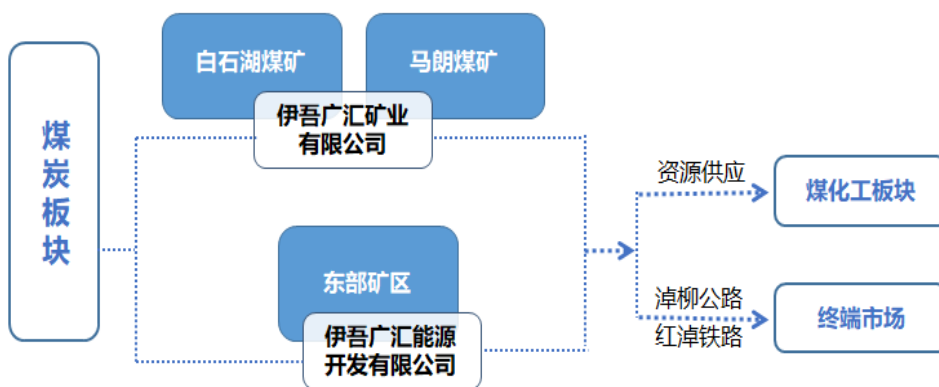 煤炭板块
白石湖煤矿
马朗煤矿
伊吾广汇矿业
有限公司
东部矿区
伊吾广汇能源
开发有限公司
资源供应
煤化工板块
淖柳公路
红淖铁路
终端市场